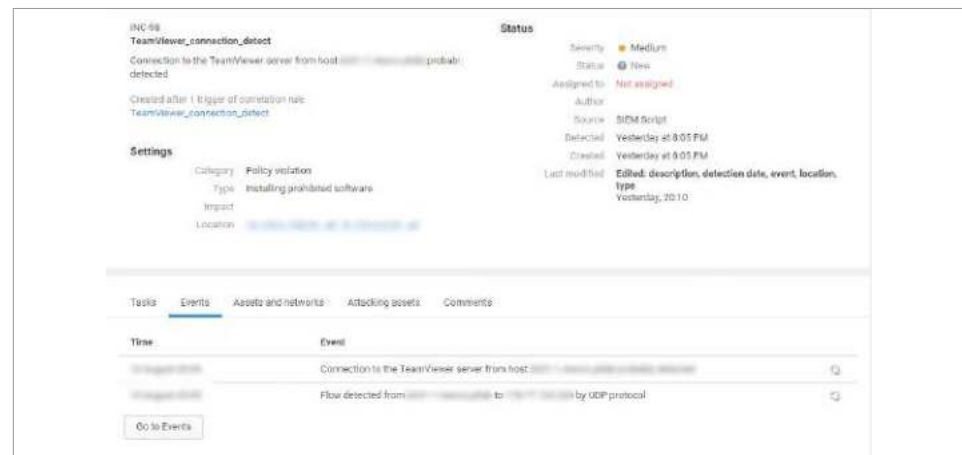 INC-98
TeamViewer_connection_detect
Connection to the TeamViewer server from host probabl
detected
Created after 1 trigger of correlation rule
TeamViewer_connection_detect
Settings
Category Policy violation
Type Installing prohibited software
Impact
Location
Status
Severity Medium
Status New
Assigned to Not assigned
Author
Source SIEM Script
Detected Yesterday at 8:05 PM
Created Yesterday at 8:05 PM
Last modified Edited: description, detection date, event, location,
type
Yesterday, 20:10
Tasks Events Assets and networks Attacking assets Comments
Time Event
Connection to the TeamViewer server from host
Flow detected from to by UDP protocol
Go to Events